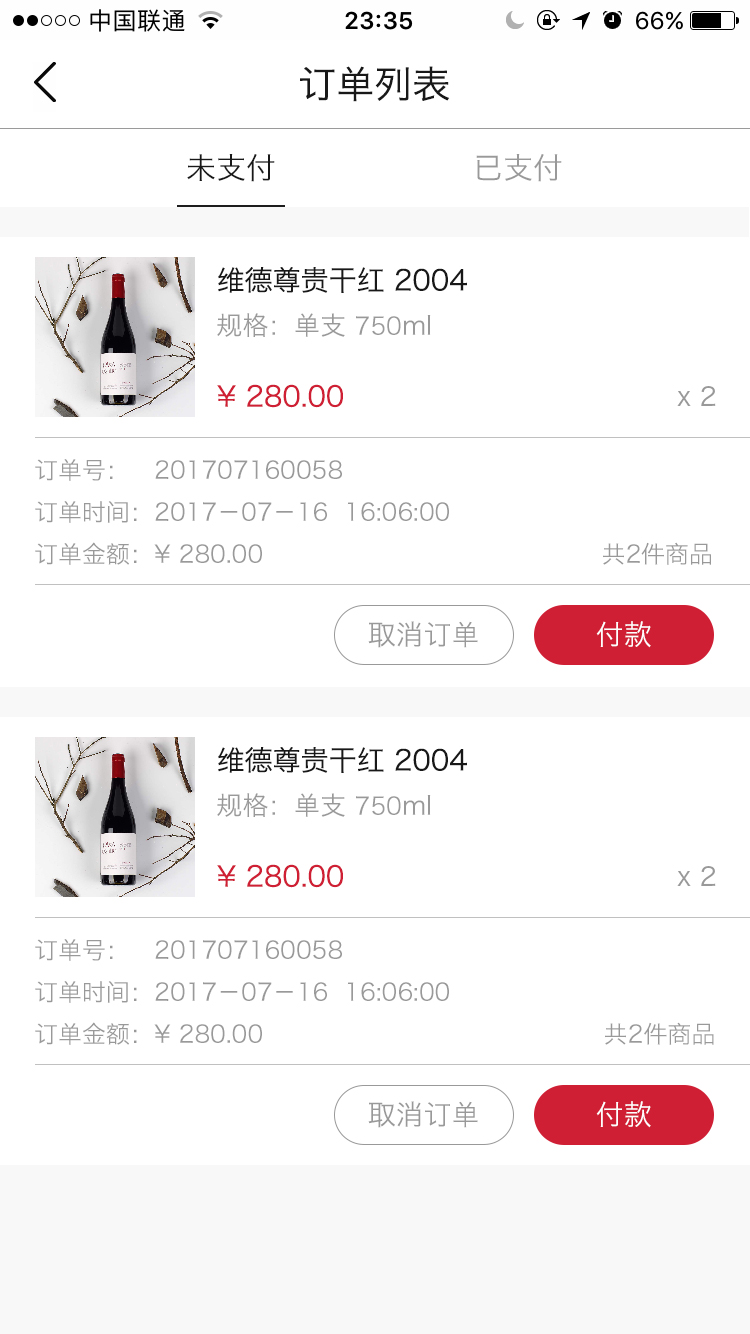 中国联通 23:35 66%
订单列表
未支付 已支付
维德尊贵干红 2004
规格：单支 750ml
¥ 280.00 x 2
订单号： 201707160058
订单时间：2017－07－16 16:06:00
订单金额：¥ 280.00 共2件商品
取消订单 付款
维德尊贵干红 2004
规格：单支 750ml
¥ 280.00 x 2
订单号： 201707160058
订单时间：2017－07－16 16:06:00
订单金额：¥ 280.00 共2件商品
取消订单 付款